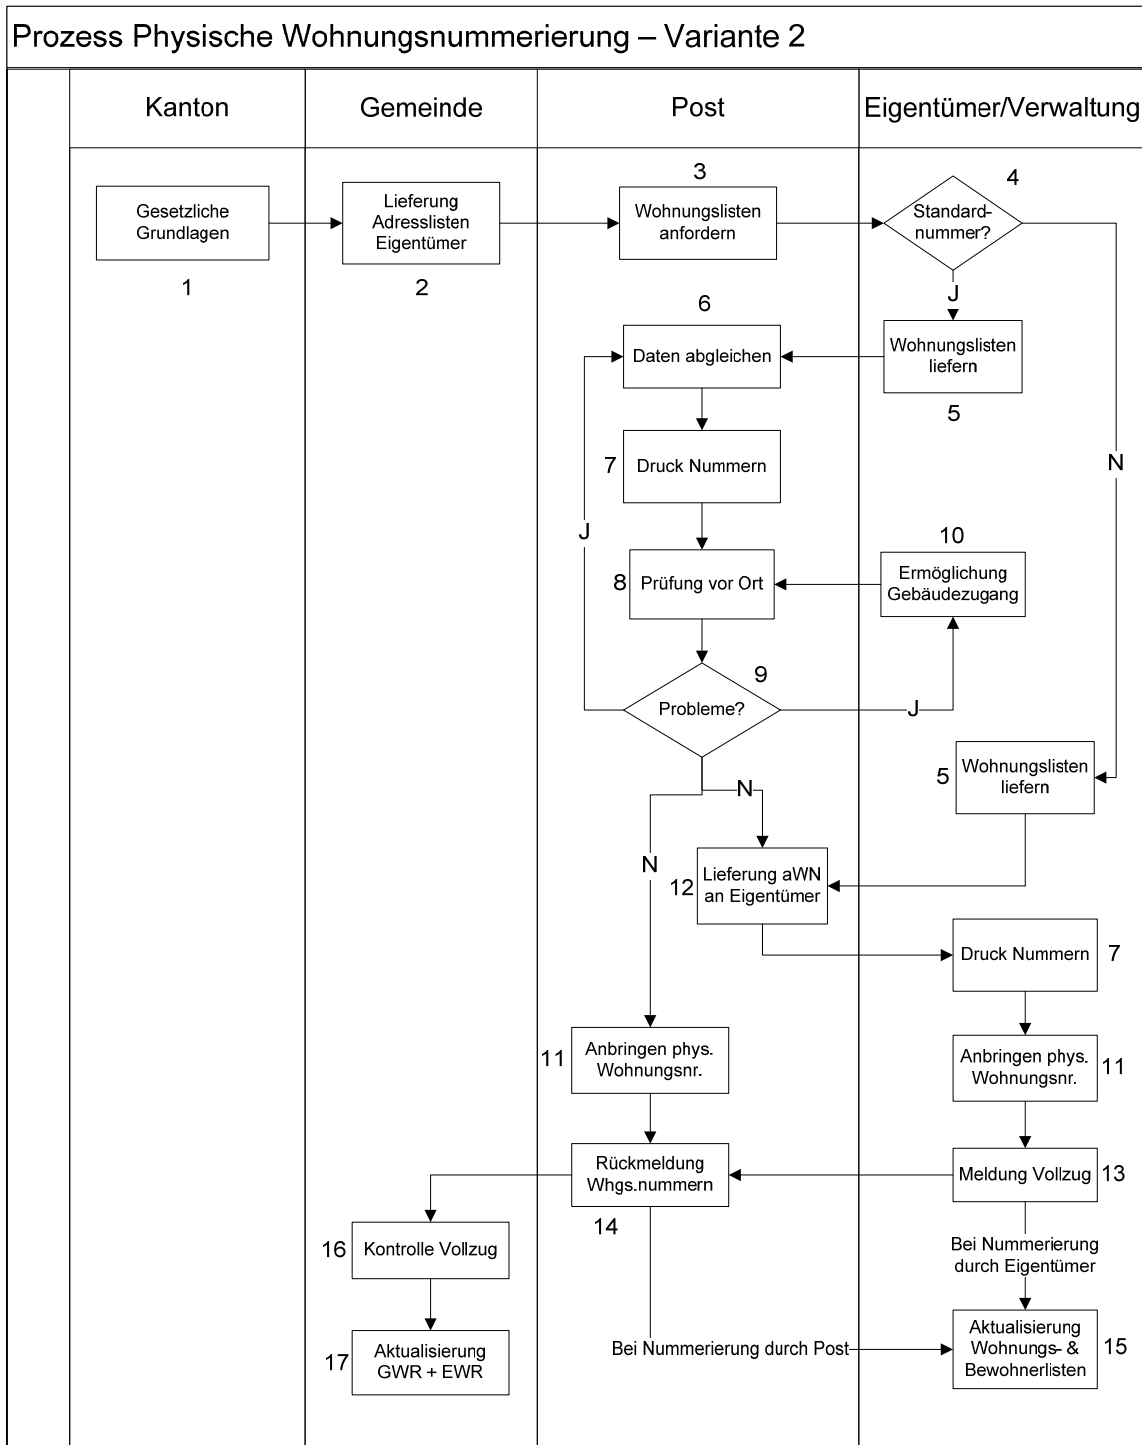 Prozess Physische Wohnungsnummerierung – Variante 2
Kanton
Gemeinde
Post
Eigentümer/Verwaltung
Gesetzliche
Grundlagen
1
Lieferung
Adresslisten
Eigentümer
2
3
Wohnungslisten
anfordern
4
Standard-
nummer?
J
N
Wohnungslisten
liefern
5
6
Daten abgleichen
7
Druck Nummern
J
8
Prüfung vor Ort
10
Ermöglichung
Gebäudezugang
9
Probleme?
J
5
Wohnungslisten
liefern
N
N
12
Lieferung aWN
an Eigentümer
Druck Nummern
7
11
Anbringen phys.
Wohnungsnr.
Anbringen phys.
Wohnungsnr.
11
Rückmeldung
Whgs.nummern
14
Meldung Vollzug
13
16
Kontrolle Vollzug
Bei Nummerierung
durch Eigentümer
17
Aktualisierung
GWR + EWR
Bei Nummerierung durch Post
Aktualisierung
Wohnungs- &
Bewohnerlisten
15